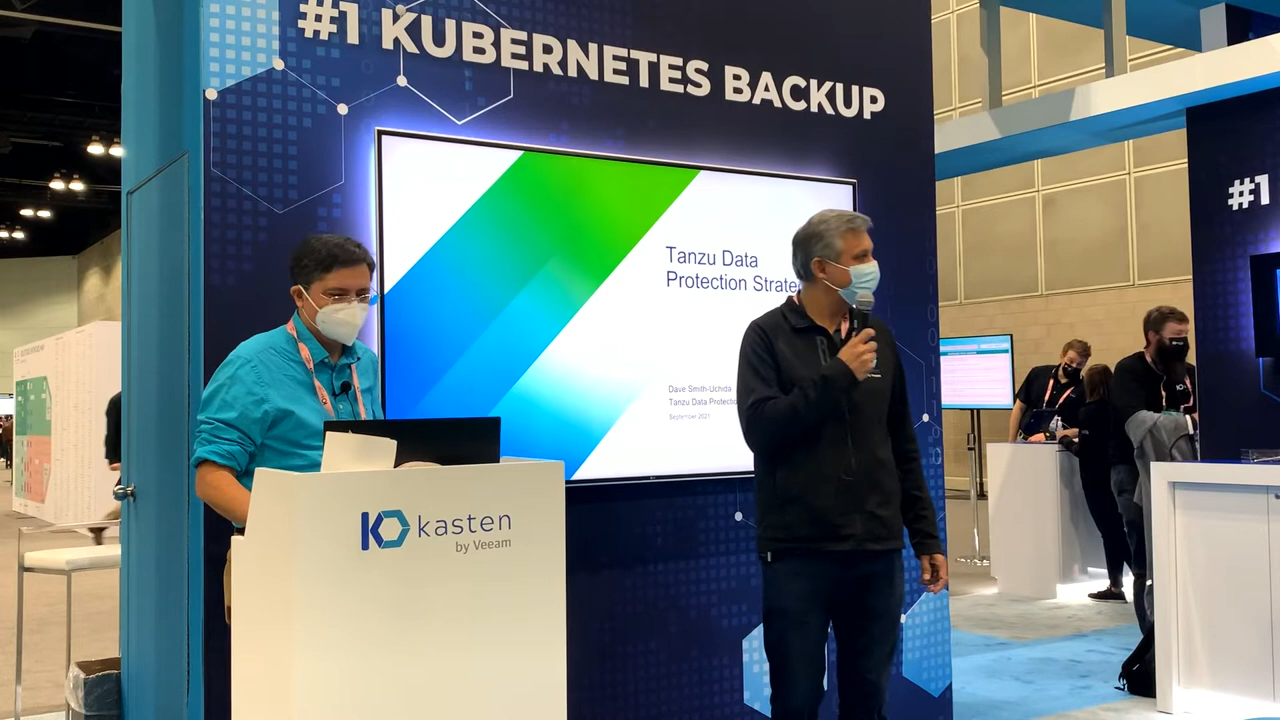 #1 KUBERNETES BACKUP
Tanzu Data
Protection Strate
Dave Smith-Uchida
Tanzu Data Protectio
September 2021
kasten
by Veeam
#1